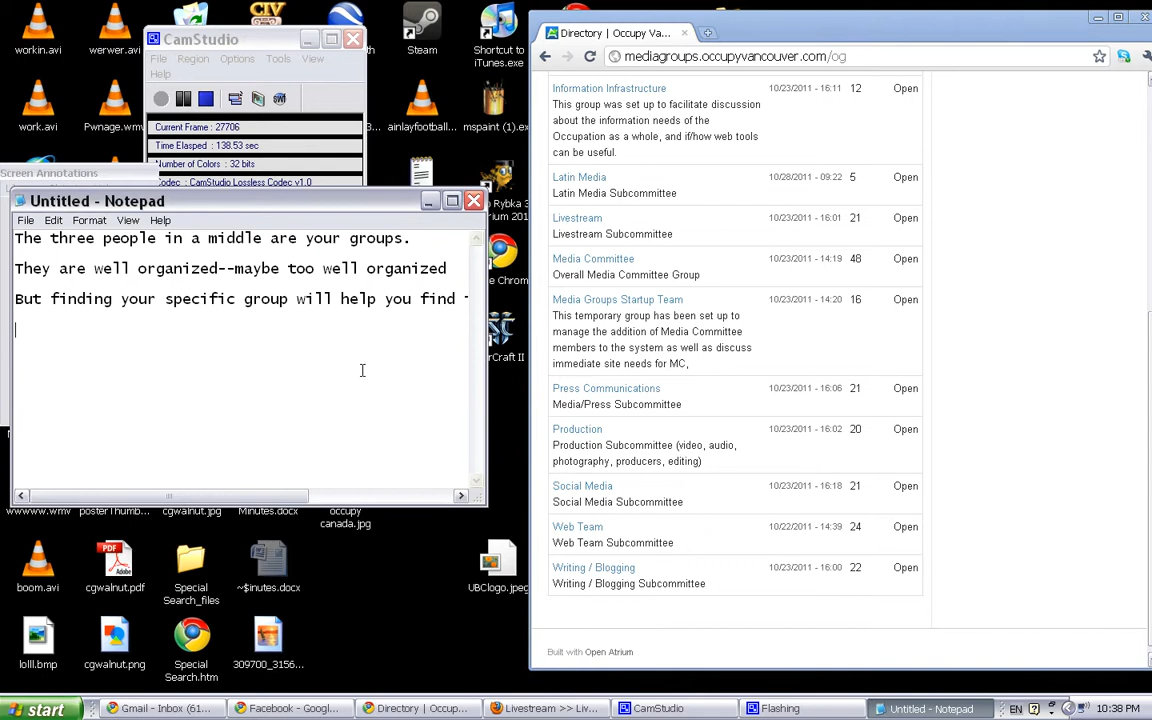 workin.avi
werwer.avi
CIV
Steam
Shortcut to
iTunes.exe
CamStudio
File Region Options Tools View
Help
Current Frame : 27706
Time Elasped : 138.53 sec
Number of Colors : 32 bits
Codec : CamStudio Lossless Codec v1.0
work.avi
Pwnage.wmv
ainlayfootball...
mspaint (1).ex
Screen Annotations
Rybka
Chrome
Untitled - Notepad
File Edit Format View Help
The three people in a middle are your groups.
They are well organized--maybe too well organized
But finding your specific group will help you find
posterThumb...
cgwalnut.jpg
Minutes.docx
occupy
canada.jpg
boom.avi
cgwalnut.pdf
Special
Search_files
~$inutes.docx
UBClogo.jpeg
lolll.bmp
cgwalnut.png
Special
Search.htm
309700_3156...
Directory | Occupy Va...
mediagroups.occupyvancouver.com/og
Information Infrastructure 10/23/2011 - 16:11 12 Open
This group was set up to facilitate discussion
about the information needs of the
Occupation as a whole, and if/how web tools
can be useful.
Latin Media 10/28/2011 - 09:22 5 Open
Latin Media Subcommittee
Livestream 10/23/2011 - 16:01 21 Open
Livestream Subcommittee
Media Committee 10/23/2011 - 14:19 48 Open
Overall Media Committee Group
Media Groups Startup Team 10/23/2011 - 14:20 16 Open
This temporary group has been set up to
manage the addition of Media Committee
members to the system as well as discuss
immediate site needs for MC,
Press Communications 10/23/2011 - 16:06 21 Open
Media/Press Subcommittee
Production 10/23/2011 - 16:02 20 Open
Production Subcommittee (video, audio,
photography, producers, editing)
Social Media 10/23/2011 - 16:18 21 Open
Social Media Subcommittee
Web Team 10/22/2011 - 14:39 24 Open
Web Team Subcommittee
Writing / Blogging 10/23/2011 - 16:00 22 Open
Writing / Blogging Subcommittee
Built with Open Atrium
start
Gmail - Inbox (61...
Facebook - Googl...
Directory | Occup...
Livestream >> Liv...
CamStudio
Flashing
Untitled - Notepad
EN
10:38 PM